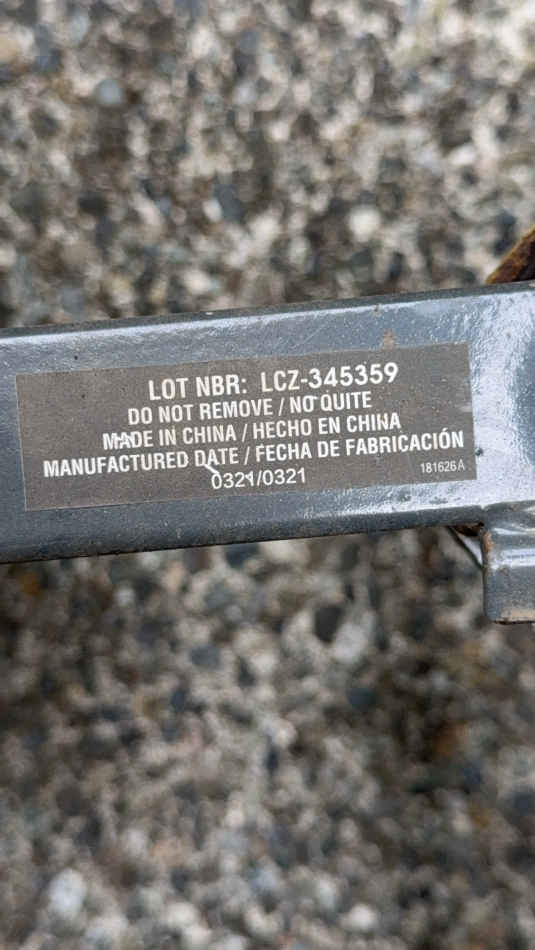 LOT NBR: LCZ-345359
DO NOT REMOVE / NO QUITE
MADE IN CHINA / HECHO EN CHINA
MANUFACTURED DATE / FECHA DE FABRICACIÓN
0321/0321
181626A